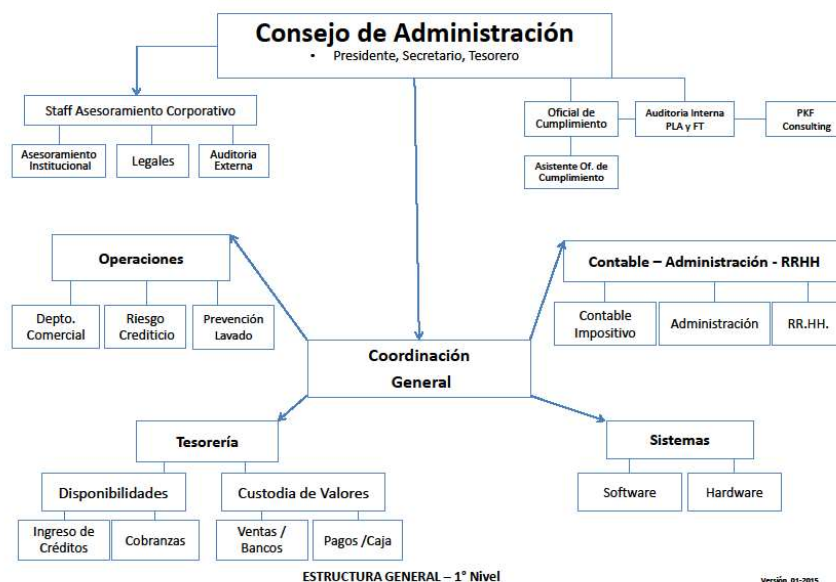 Consejo de Administración
• Presidente, Secretario, Tesorero
Staff Asesoramiento Corporativo
Asesoramiento
Institucional
Legales
Auditoria
Externa
Oficial de
Cumplimiento
Auditoria Interna
PLA y FT
PKF
Consulting
Asistente Of. de
Cumplimiento
Operaciones
Depto.
Comercial
Riesgo
Crediticio
Prevención
Lavado
Contable – Administración - RRHH
Contable
Impositivo
Administración
RR.HH.
Coordinación
General
Tesorería
Disponibilidades
Custodia de Valores
Ingreso de
Créditos
Cobranzas
Ventas /
Bancos
Pagos /Caja
Sistemas
Software
Hardware
ESTRUCTURA GENERAL – 1° Nivel
Versión 01-2015